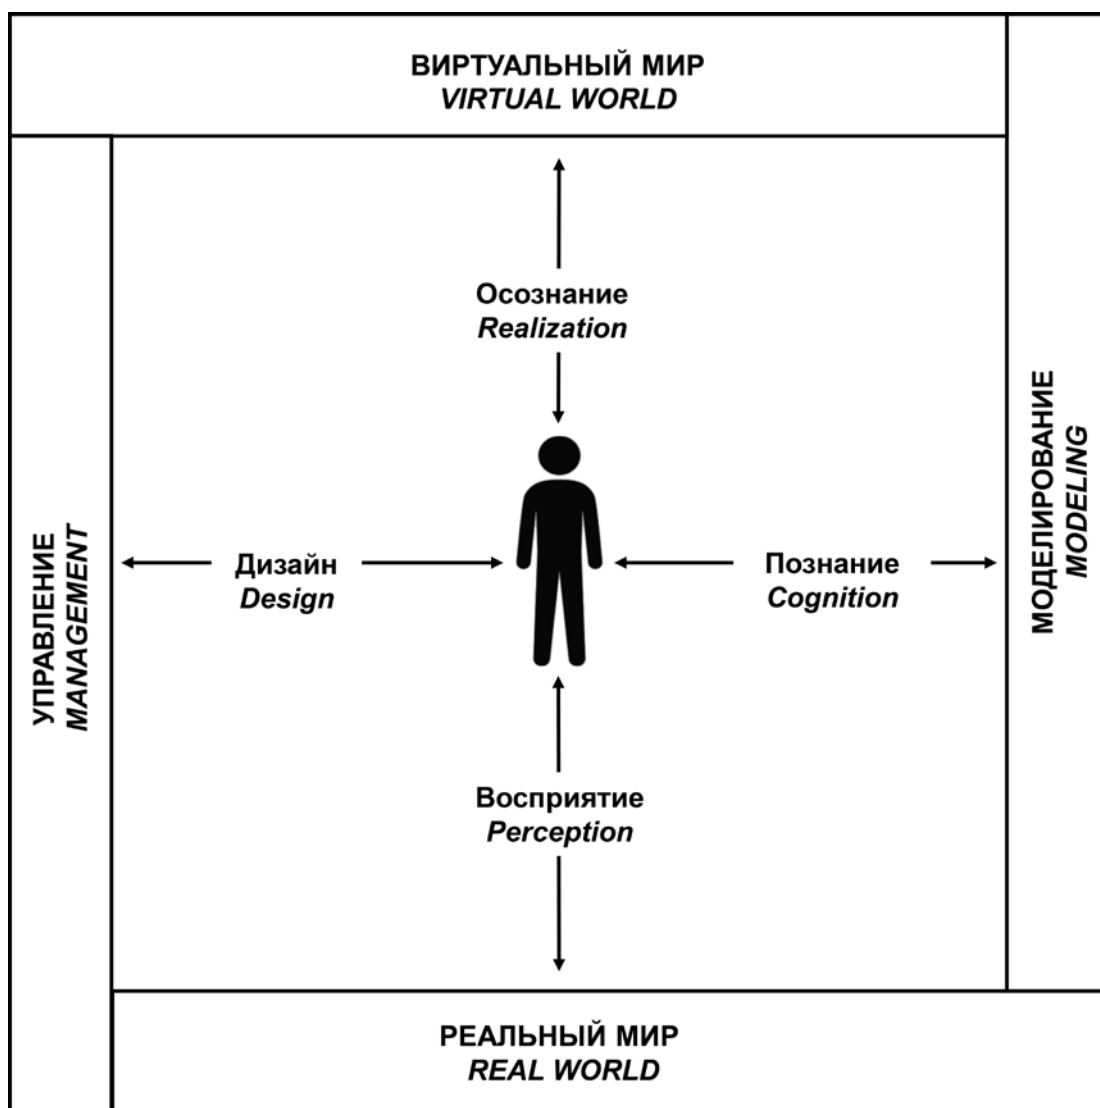 ВИРТУАЛЬНЫЙ МИР
VIRTUAL WORLD
Осознание
Realization
УПРАВЛЕНИЕ
MANAGEMENT
Дизайн
Design
Познание
Cognition
МОДЕЛИРОВАНИЕ
MODELING
Восприятие
Perception
РЕАЛЬНЫЙ МИР
REAL WORLD